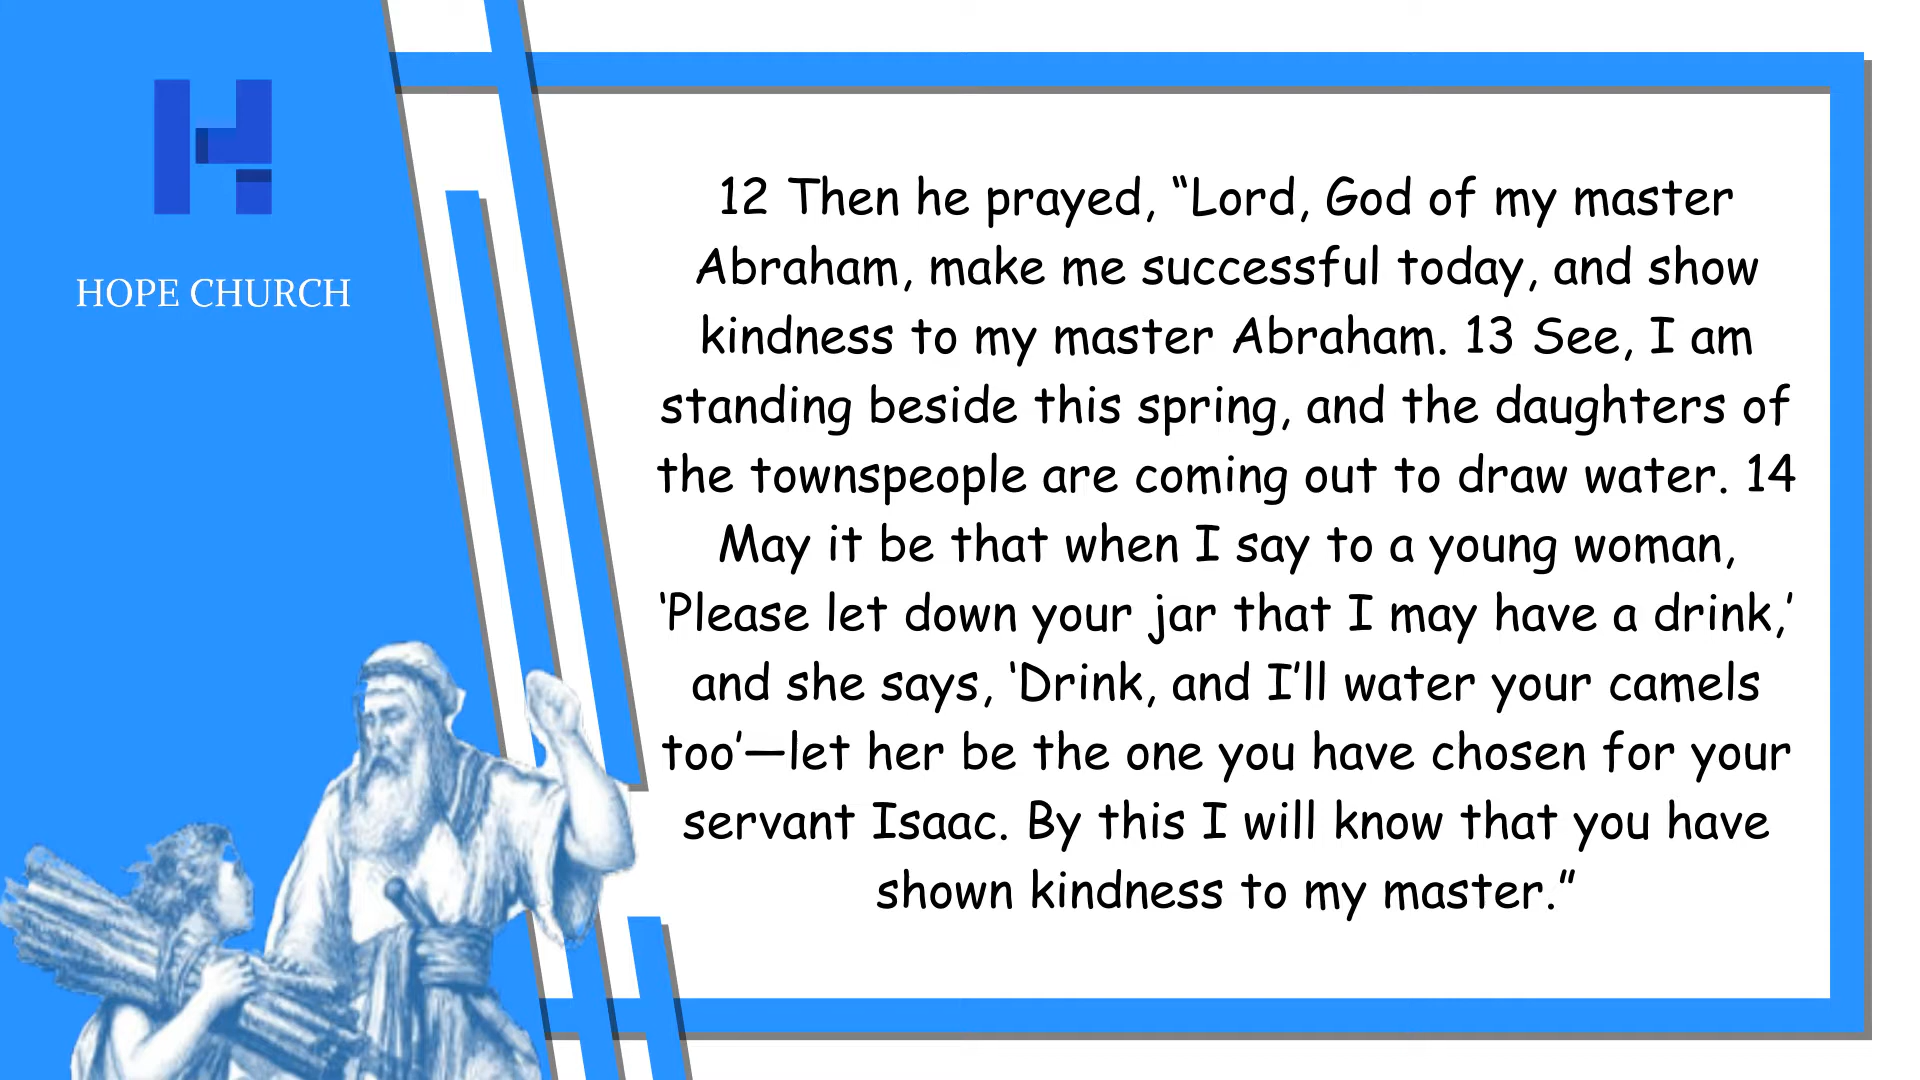 HOPE CHURCH
12 Then he prayed, “Lord, God of my master
Abraham, make me successful today, and show
kindness to my master Abraham. 13 See, I am
standing beside this spring, and the daughters of
the townspeople are coming out to draw water. 14
May it be that when I say to a young woman,
‘Please let down your jar that I may have a drink,’
and she says, ‘Drink, and I’ll water your camels
too’—let her be the one you have chosen for your
servant Isaac. By this I will know that you have
shown kindness to my master.”